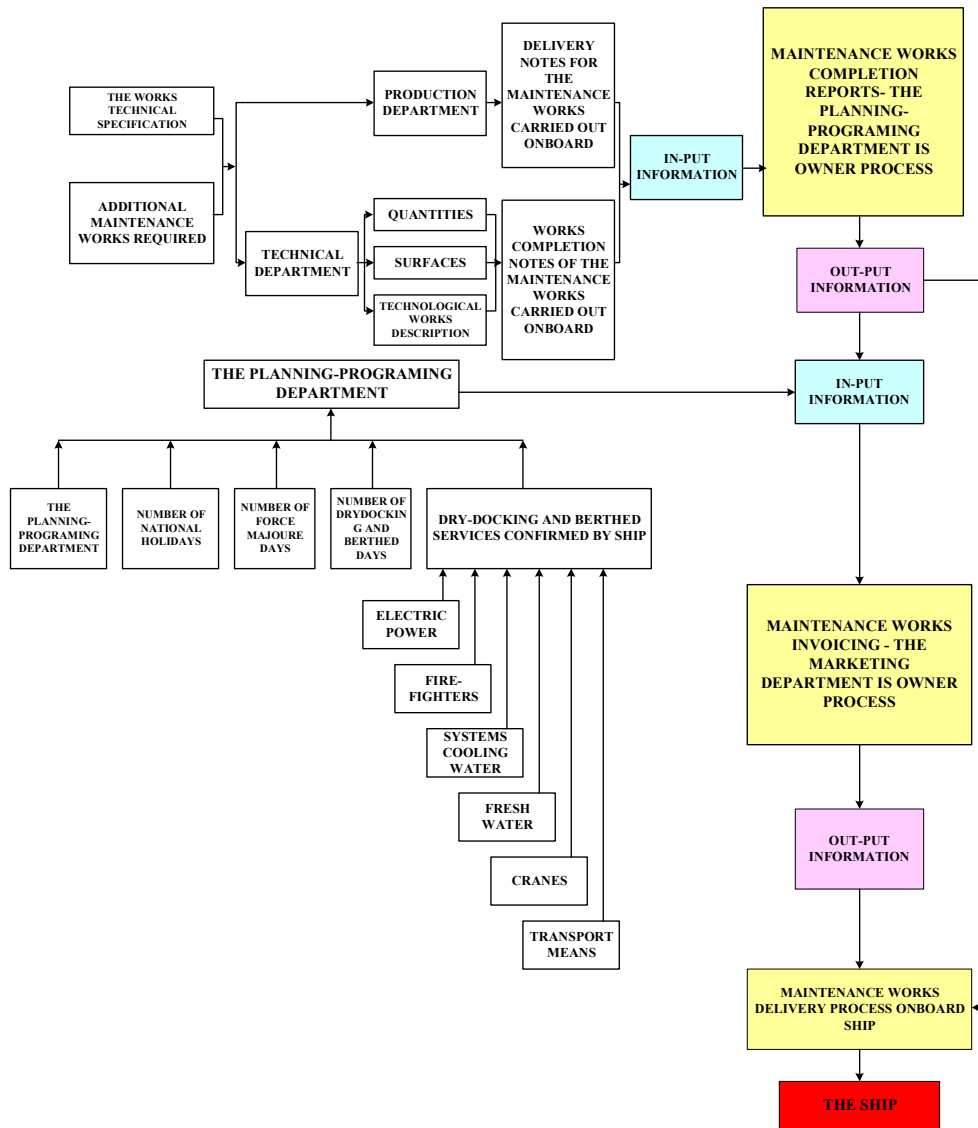 THE WORKS
TECHNICAL
SPECIFICATION
ADDITIONAL
MAINTENANCE
WORKS REQUIRED
PRODUCTION
DEPARTMENT
DELIVERY
NOTES FOR
THE
MAINTENANCE
WORKS
CARRIED OUT
ONBOARD
TECHNICAL
DEPARTMENT
QUANTITIES
SURFACES
TECHNOLOGICAL
WORKS
DESCRIPTION
WORKS
COMPLETION
NOTES OF THE
MAINTENANCE
WORKS
CARRIED OUT
ONBOARD
IN-PUT
INFORMATION
MAINTENANCE WORKS
COMPLETION
REPORTS- THE
PLANNING-
PROGRAMING
DEPARTMENT IS
OWNER PROCESS
OUT-PUT
INFORMATION
THE PLANNING-PROGRAMING
DEPARTMENT
IN-PUT
INFORMATION
THE
PLANNING-
PROGRAMING
DEPARTMENT
NUMBER OF
NATIONAL
HOLIDAYS
NUMBER OF
FORCE
MAJOURE
DAYS
NUMBER OF
DRYDOCKIN
G AND
BERTHED
DAYS
DRY-DOCKING AND BERTHED
SERVICES CONFIRMED BY SHIP
ELECTRIC
POWER
FIRE-
FIGHTERS
SYSTEMS
COOLING
WATER
FRESH
WATER
CRANES
TRANSPORT
MEANS
MAINTENANCE WORKS
INVOICING - THE
MARKETING
DEPARTMENT IS OWNER
PROCESS
OUT-PUT
INFORMATION
MAINTENANCE WORKS
DELIVERY PROCESS ONBOARD
SHIP
THE SHIP